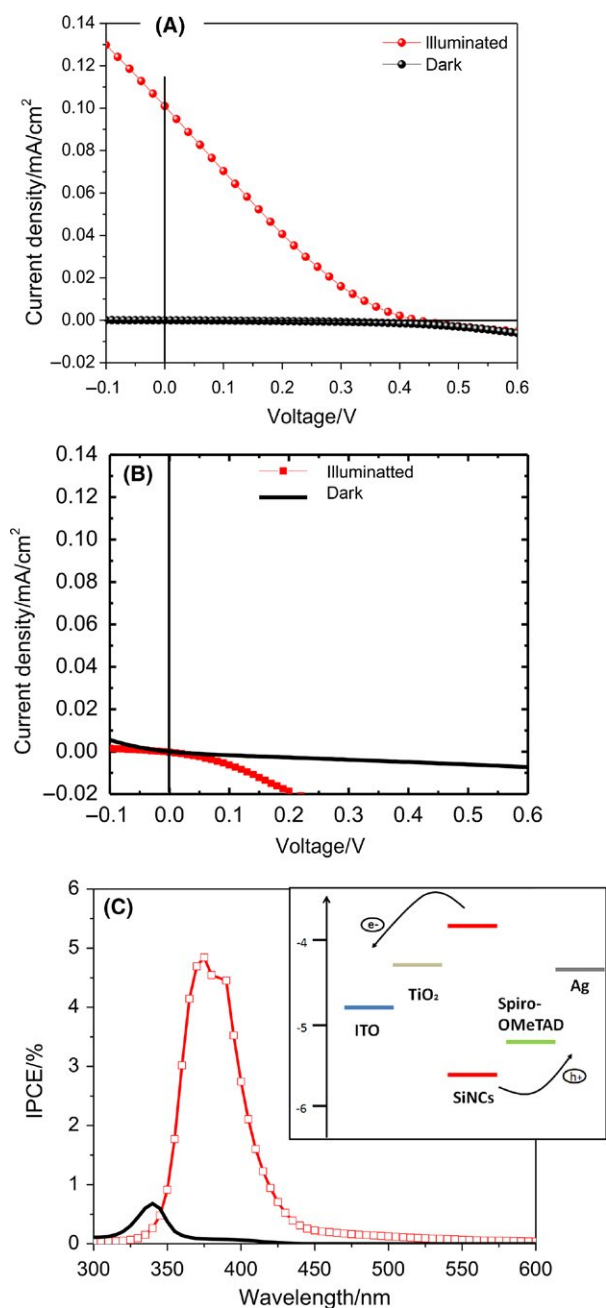 (A)
Illuminated
Dark
Current density/mA/cm²
0.14
0.12
0.10
0.08
0.06
0.04
0.02
0.00
–0.02
–0.1 0.0 0.1 0.2 0.3 0.4 0.5 0.6
Voltage/V
(B)
Illuminatted
Dark
Current density/mA/cm²
0.14
0.12
0.10
0.08
0.06
0.04
0.02
0.00
–0.02
–0.1 0.0 0.1 0.2 0.3 0.4 0.5 0.6
Voltage/V
(C)
IPCE/%
6
5
4
3
2
1
0
300 350 400 450 500 550 600
Wavelength/nm
-4
-5
-6
e-
TiO₂
ITO
Ag
Spiro-
OMeTAD
SiNCs
h+